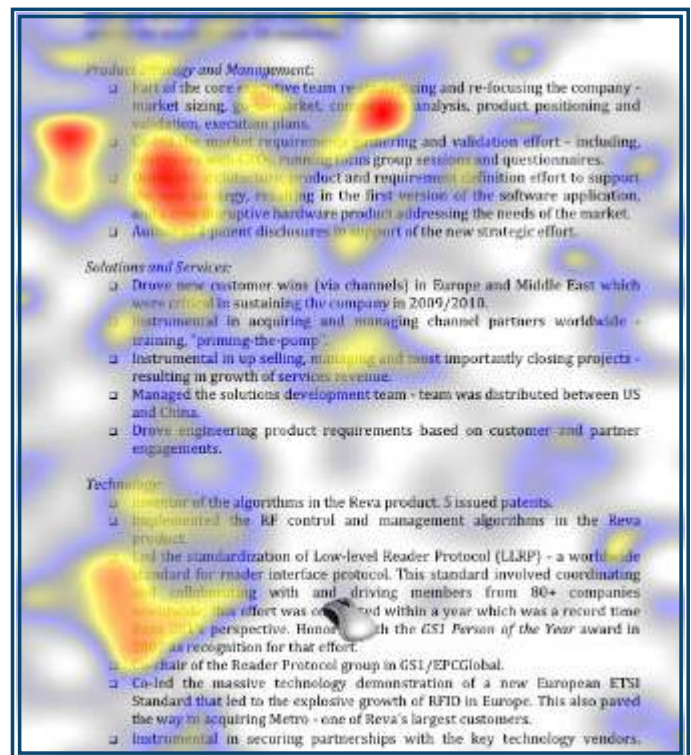 Product Strategy and Management:
Part of the core executive team re- and re-focusing the company -
market sizing, market, analysis, product positioning and
validation, execution plans.
the market requirements gathering and validation effort - including,
with CTOs, running focus group sessions and questionnaires.
product and requirement definition effort to support
in the first version of the software application,
hardware product addressing the needs of the market.
patent disclosures in support of the new strategic effort.
Solutions and Services:
Drove new customer wins (via channels) in Europe and Middle East which
were critical in sustaining the company in 2009/2010.
Instrumental in acquiring and managing channel partners worldwide -
training, "priming-the-pump".
Instrumental in up selling, managing and most importantly closing projects -
resulting in growth of services revenue.
Managed the solutions development team - team was distributed between US
and China.
Drove engineering product requirements based on customer and partner
engagements.
Technology:
Inventor of the algorithms in the Reva product. 5 issued patents.
Implemented the RF control and management algorithms in the Reva
product.
Led the standardization of Low-level Reader Protocol (LLRP) - a worldwide
standard for reader interface protocol. This standard involved coordinating
and collaborating with and driving members from 80+ companies
effort was within a year which was a record time
perspective. the GS1 Person of the Year award in
as recognition for that effort.
Co-chair of the Reader Protocol group in GS1/EPCGlobal.
Co-led the massive technology demonstration of a new European ETSI
Standard that led to the explosive growth of RFID in Europe. This also paved
the way to acquiring Metro - one of Reva's largest customers.
Instrumental in securing partnerships with the key technology vendors.